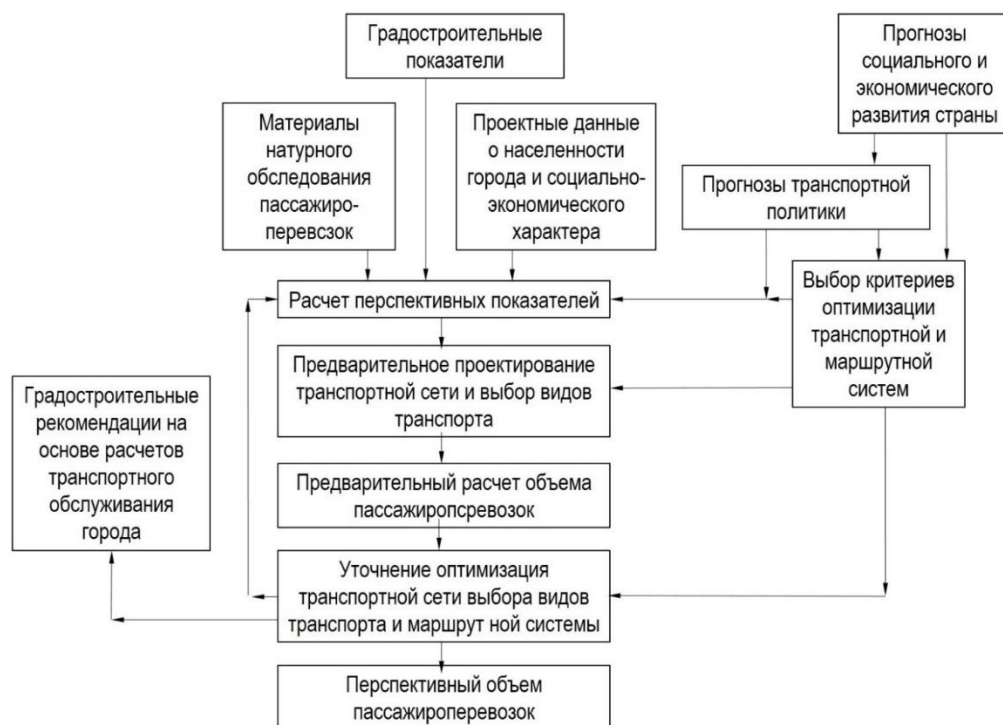 Градостроительные
показатели
Прогнозы
социального и
экономического
развития страны
Материалы
натурного
обследования
пассажиро-
перевсзок
Проектные данные
о населенности
города и социально-
экономического
характера
Прогнозы транспортной
политики
Расчет перспективных показателей
Выбор критериев
оптимизации
транспортной и
маршрутной
систем
Предварительное проектирование
транспортной сети и выбор видов
транспорта
Градостроительные
рекомендации на
основе расчетов
транспортного
обслуживания
города
Предварительный расчет объема
пассажиропсревозок
Уточнение оптимизация
транспортной сети выбора видов
транспорта и маршрут ной системы
Перспективный объем
пассажироперевозок